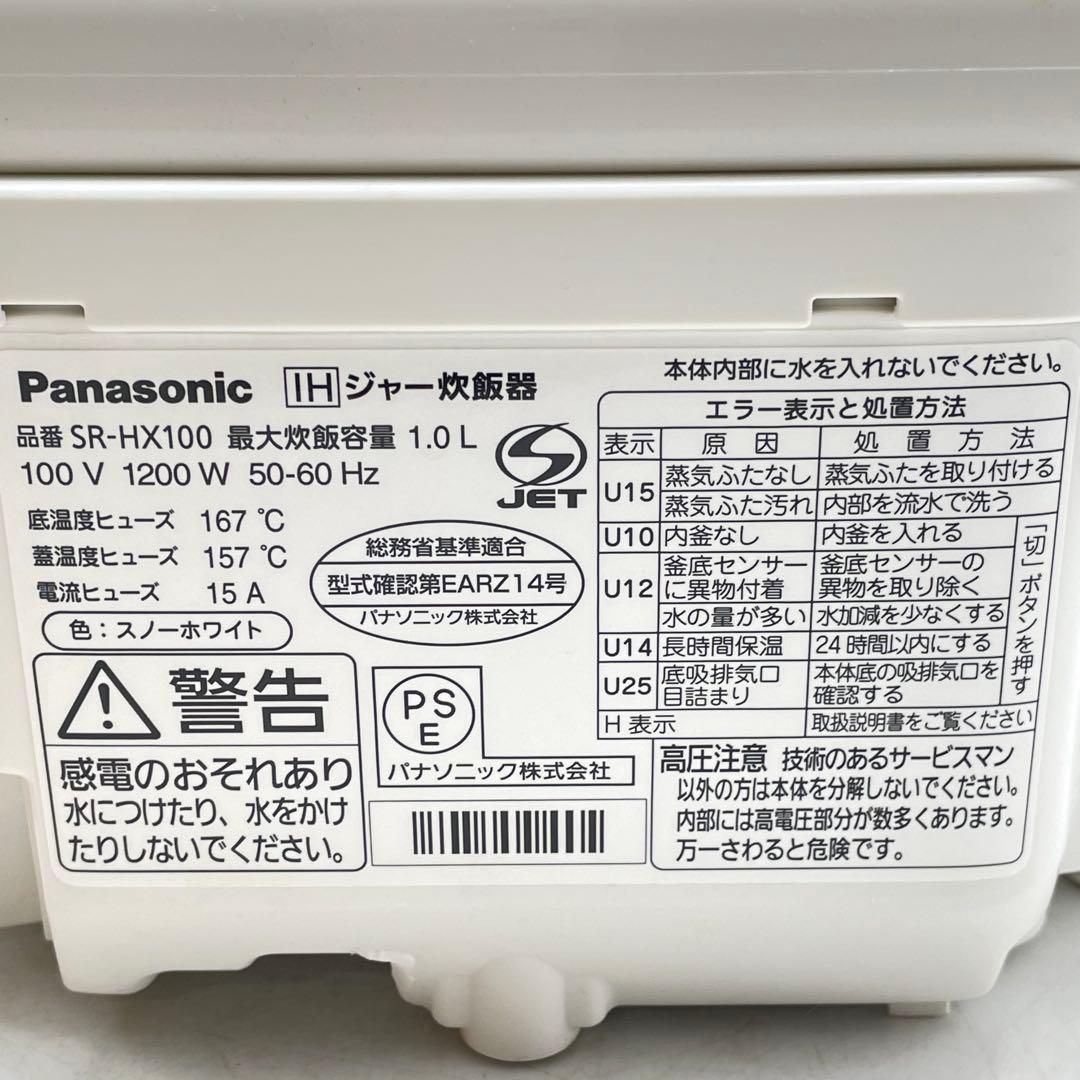 Panasonic IHジャー炊飯器
品番 SR-HX100 最大炊飯容量 1.0 L
100 V 1200 W 50-60 Hz
底温度ヒューズ 167 ℃
蓋温度ヒューズ 157 ℃
電流ヒューズ 15 A
色：スノーホワイト
S JET
総務省基準適合
型式確認第EARZ14号
パナソニック株式会社
警告
感電のおそれあり
水につけたり、水をかけ
たりしないでください。
PS
E
パナソニック株式会社
本体内部に水を入れないでください。
エラー表示と処置方法
表示 原因 処置方法
U15 蒸気ふたなし 蒸気ふたを取り付ける
蒸気ふた汚れ 内部を流水で洗う
U10 内釜なし 内釜を入れる
U12 釜底センサーに異物付着 釜底センサーの異物を取り除く
水の量が多い 水加減を少なくする
U14 長時間保温 24時間以内にする
U25 底吸排気口目詰まり 本体底の吸排気口を確認する
「切」ボタンを押す
H 表示 取扱説明書をご覧ください
高圧注意 技術のあるサービスマン
以外の方は本体を分解しないでください。
内部には高電圧部分が数多くあります。
万一さわると危険です。